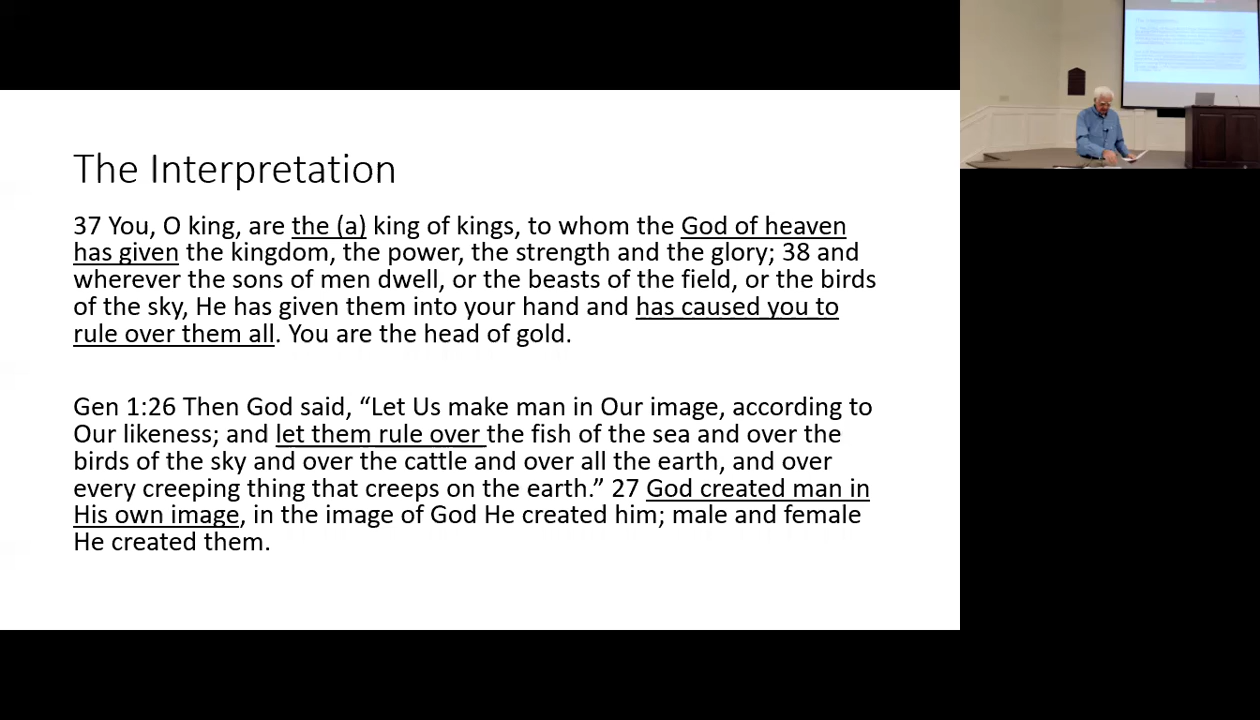 The Interpretation
37 You, O king, are the (a) king of kings, to whom the God of heaven
has given the kingdom, the power, the strength and the glory; 38 and
wherever the sons of men dwell, or the beasts of the field, or the birds
of the sky, He has given them into your hand and has caused you to
rule over them all. You are the head of gold.
Gen 1:26 Then God said, “Let Us make man in Our image, according to
Our likeness; and let them rule over the fish of the sea and over the
birds of the sky and over the cattle and over all the earth, and over
every creeping thing that creeps on the earth.” 27 God created man in
His own image, in the image of God He created him; male and female
He created them.